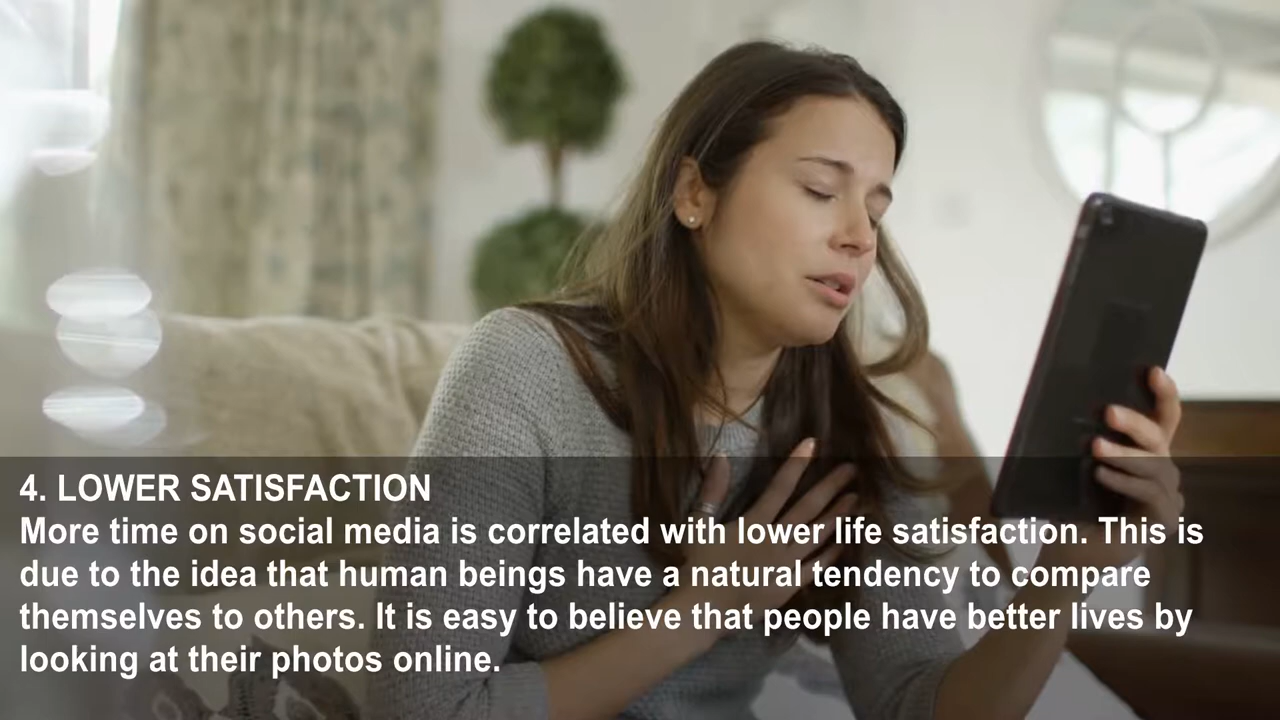 4. LOWER SATISFACTION
More time on social media is correlated with lower life satisfaction. This is
due to the idea that human beings have a natural tendency to compare
themselves to others. It is easy to believe that people have better lives by
looking at their photos online.